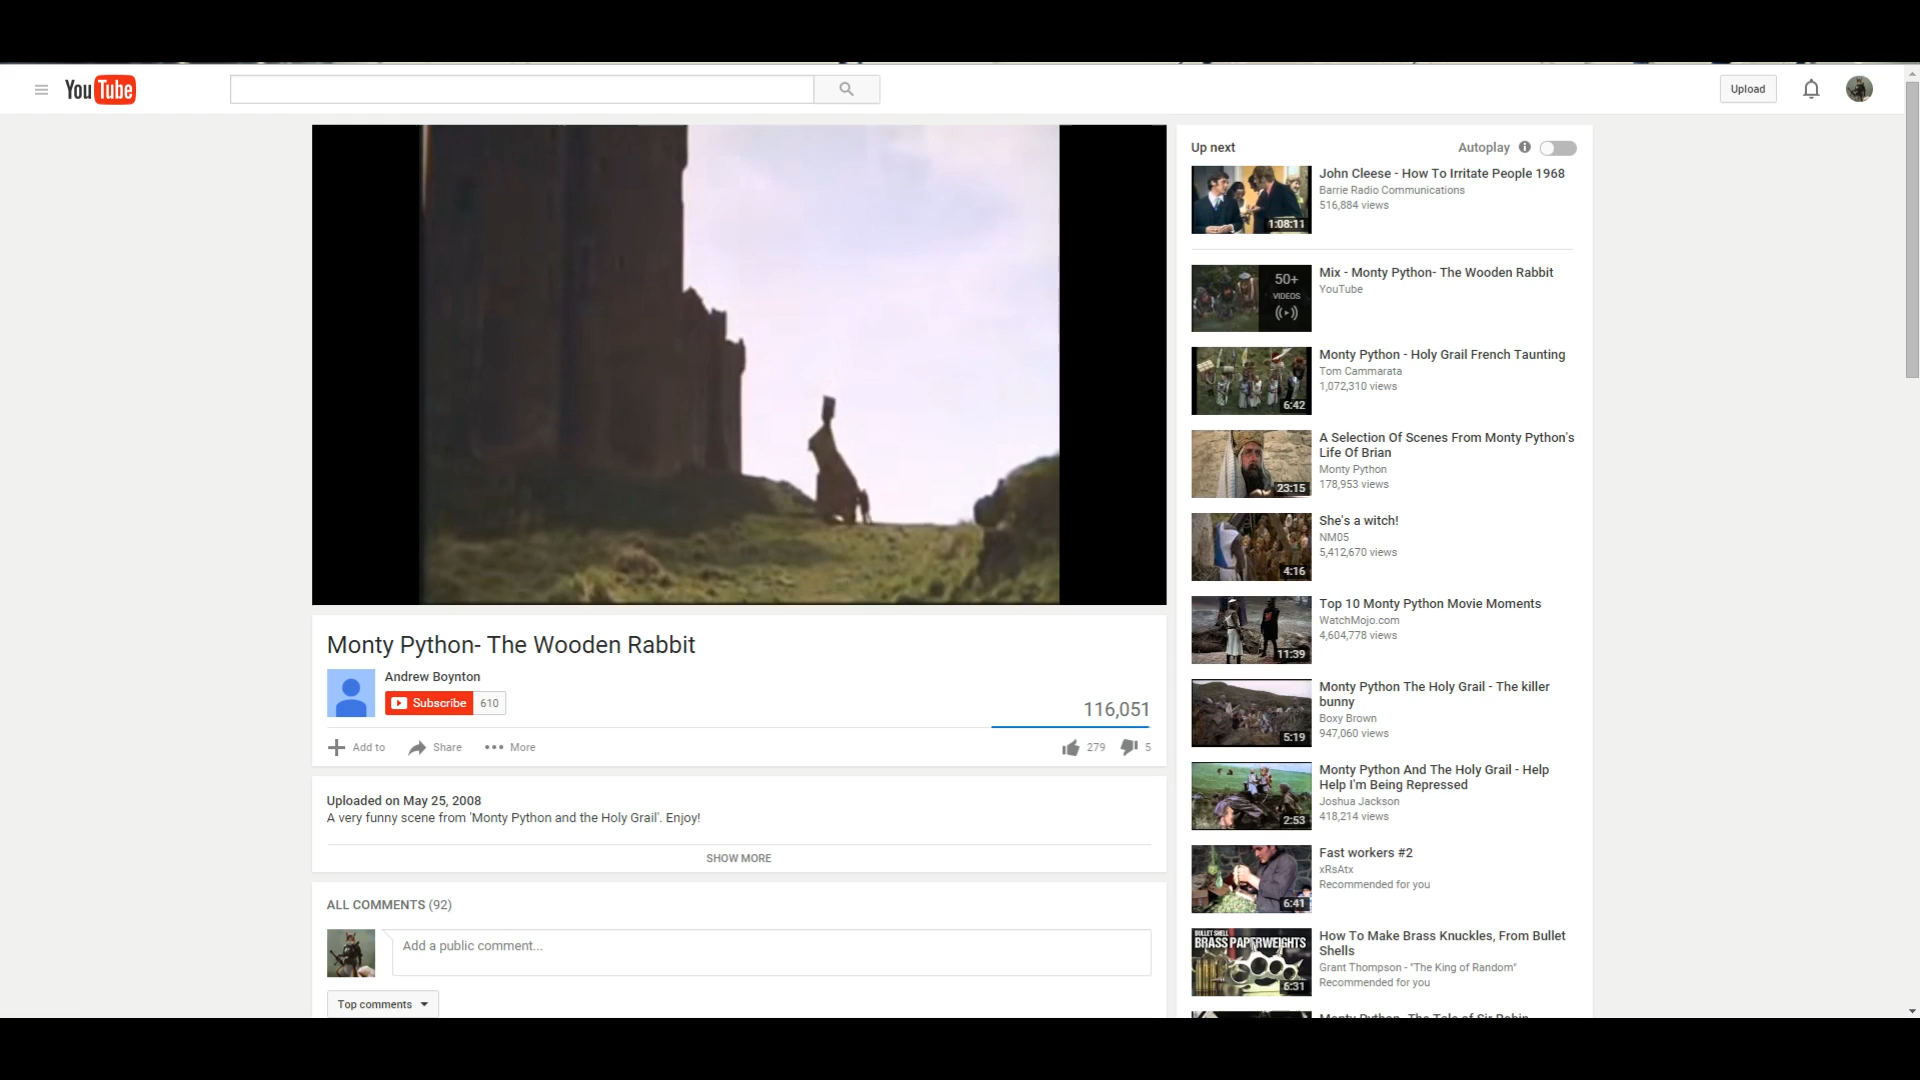 YouTube
Upload
Monty Python- The Wooden Rabbit
Andrew Boynton
Subscribe 610
116,051
Add to Share More 279 5
Uploaded on May 25, 2008
A very funny scene from 'Monty Python and the Holy Grail'. Enjoy!
SHOW MORE
ALL COMMENTS (92)
Add a public comment...
Top comments
Up next Autoplay
John Cleese - How To Irritate People 1968
Barrie Radio Communications
516,884 views
1:08:11
Mix - Monty Python- The Wooden Rabbit
YouTube
50+
VIDEOS
Monty Python - Holy Grail French Taunting
Tom Cammarata
1,072,310 views
6:42
A Selection Of Scenes From Monty Python's
Life Of Brian
Monty Python
178,953 views
23:15
She's a witch!
NM05
5,412,670 views
4:16
Top 10 Monty Python Movie Moments
WatchMojo.com
4,604,778 views
11:39
Monty Python The Holy Grail - The killer
bunny
Boxy Brown
947,060 views
5:19
Monty Python And The Holy Grail - Help
Help I'm Being Repressed
Joshua Jackson
418,214 views
2:53
Fast workers #2
xRsAtx
Recommended for you
6:41
How To Make Brass Knuckles, From Bullet
Shells
Grant Thompson - "The King of Random"
Recommended for you
BULLET SHELL
BRASS PAPERWEIGHTS
6:31
Monty Python- The Tale of Sir Robin